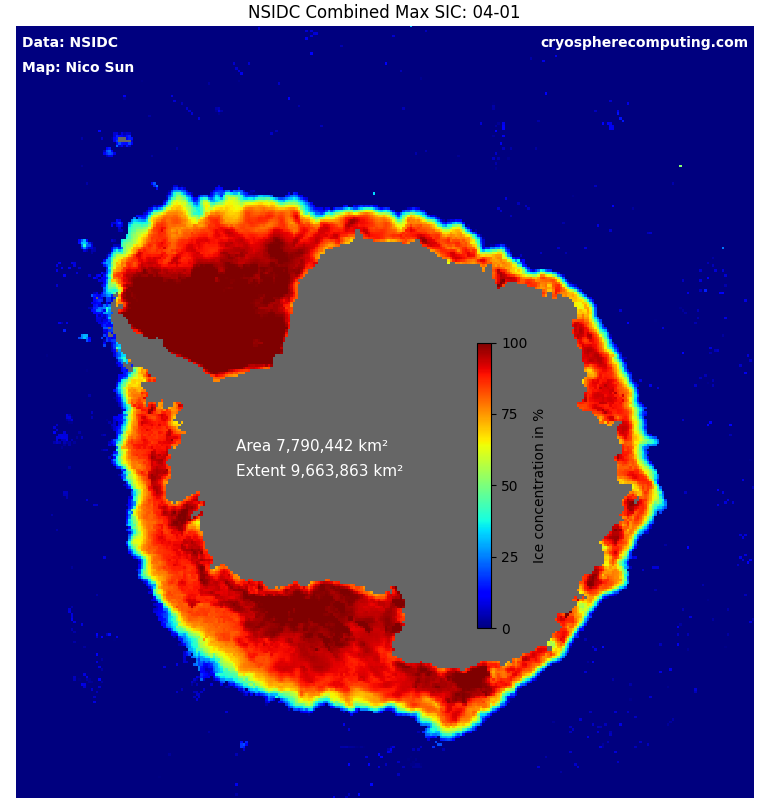 NSIDC Combined Max SIC: 04-01
Data: NSIDC
cryospherecomputing.com
Map: Nico Sun
100
75
50
25
0
Ice concentration in %
Area 7,790,442 km²
Extent 9,663,863 km²